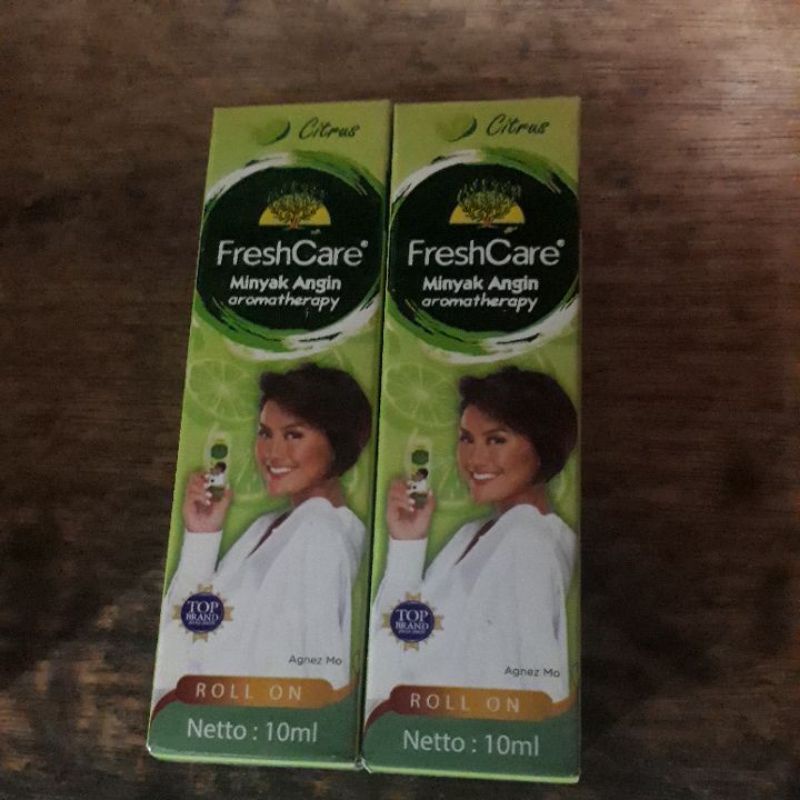 Citrus
FreshCare®
Minyak Angin
aromatherapy
TOP
BRAND
Agnez Mo
ROLL ON
Netto : 10ml
Citrus
FreshCare®
Minyak Angin
aromatherapy
TOP
BRAND
Agnez Mo
ROLL ON
Netto : 10ml